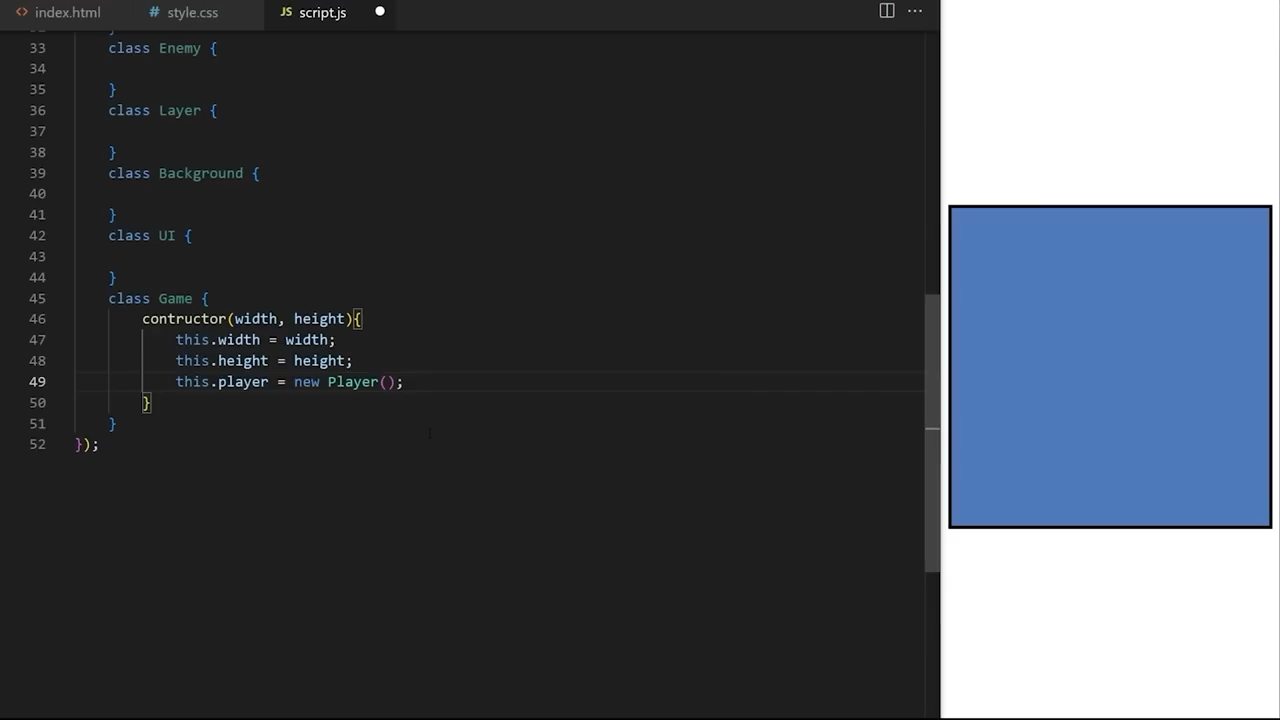 <> index.html # style.css JS script.js ● ···
33 class Enemy {
34
35 }
36 class Layer {
37
38 }
39 class Background {
40
41 }
42 class UI {
43
44 }
45 class Game {
46 contructor(width, height){
47 this.width = width;
48 this.height = height;
49 this.player = new Player();
50 }
51 }
52 });